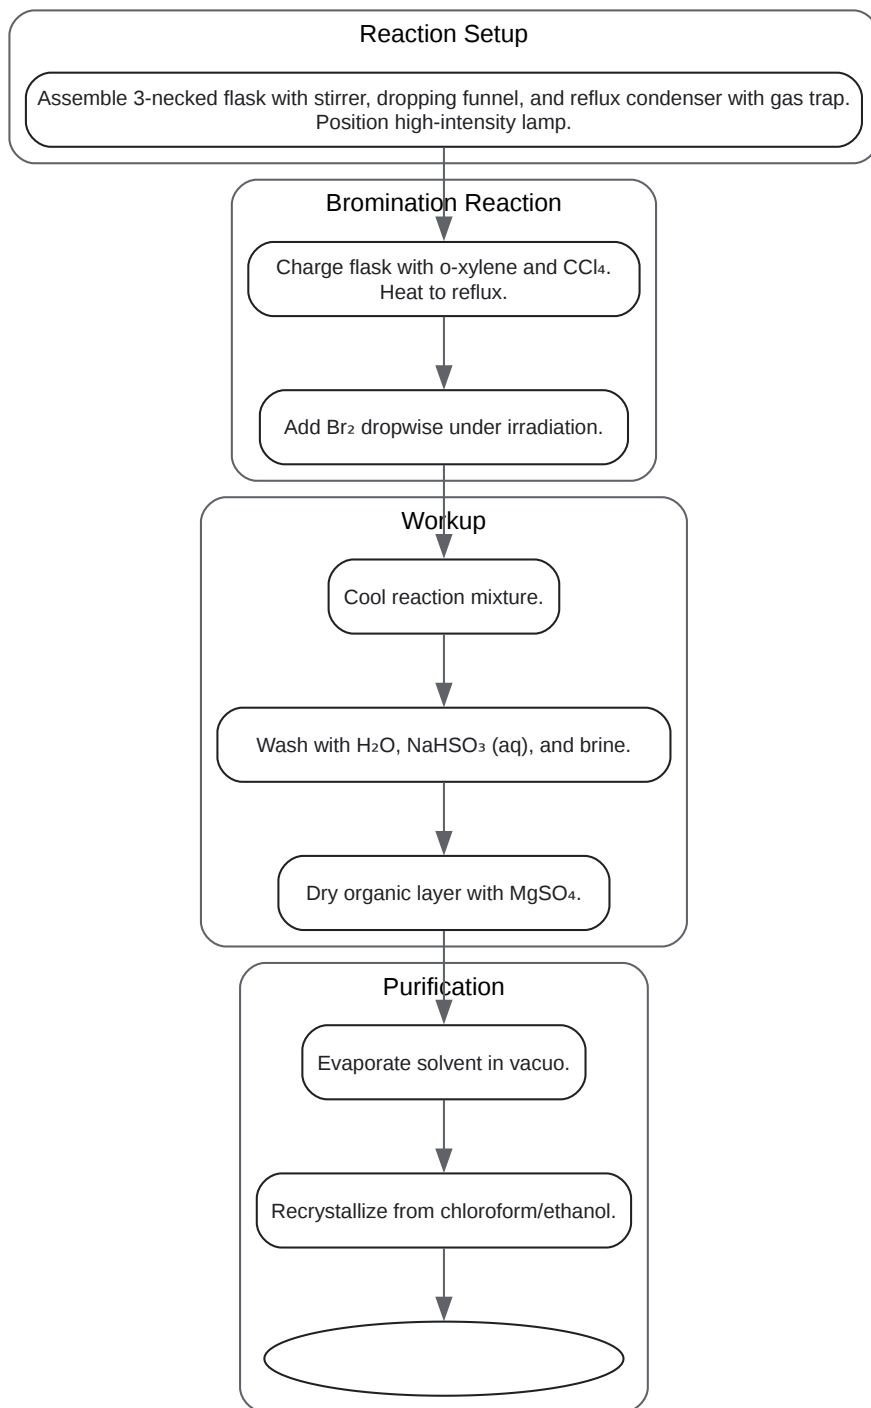 Reaction Setup
Assemble 3-necked flask with stirrer, dropping funnel, and reflux condenser with gas trap.
Position high-intensity lamp.
Bromination Reaction
Charge flask with o-xylene and CCl₄.
Heat to reflux.
Add Br₂ dropwise under irradiation.
Workup
Cool reaction mixture.
Wash with H₂O, NaHSO₃ (aq), and brine.
Dry organic layer with MgSO₄.
Purification
Evaporate solvent in vacuo.
Recrystallize from chloroform/ethanol.